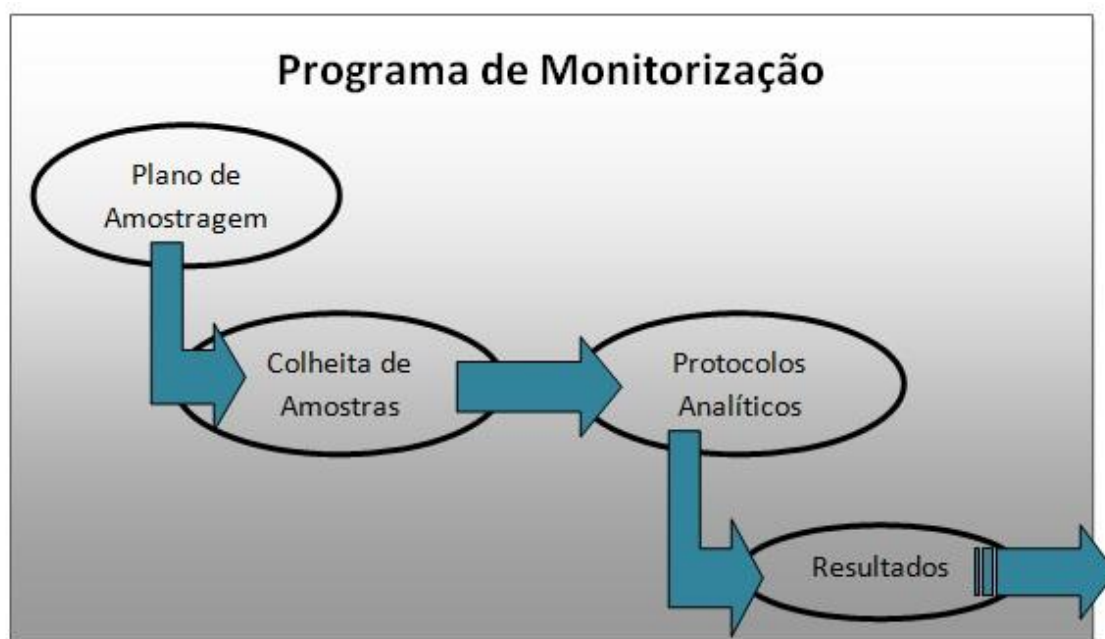 Programa de Monitorização
Plano de
Amostragem
Colheita de
Amostras
Protocolos
Analíticos
Resultados